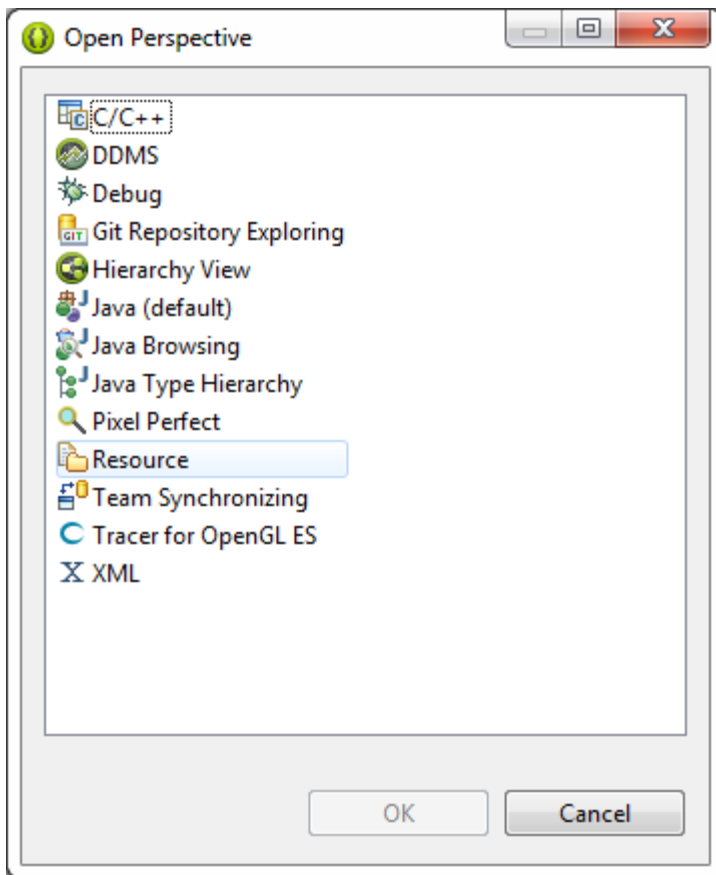 Open Perspective
C/C++
DDMS
Debug
Git Repository Exploring
Hierarchy View
Java (default)
Java Browsing
Java Type Hierarchy
Pixel Perfect
Resource
Team Synchronizing
Tracer for OpenGL ES
XML
OK
Cancel